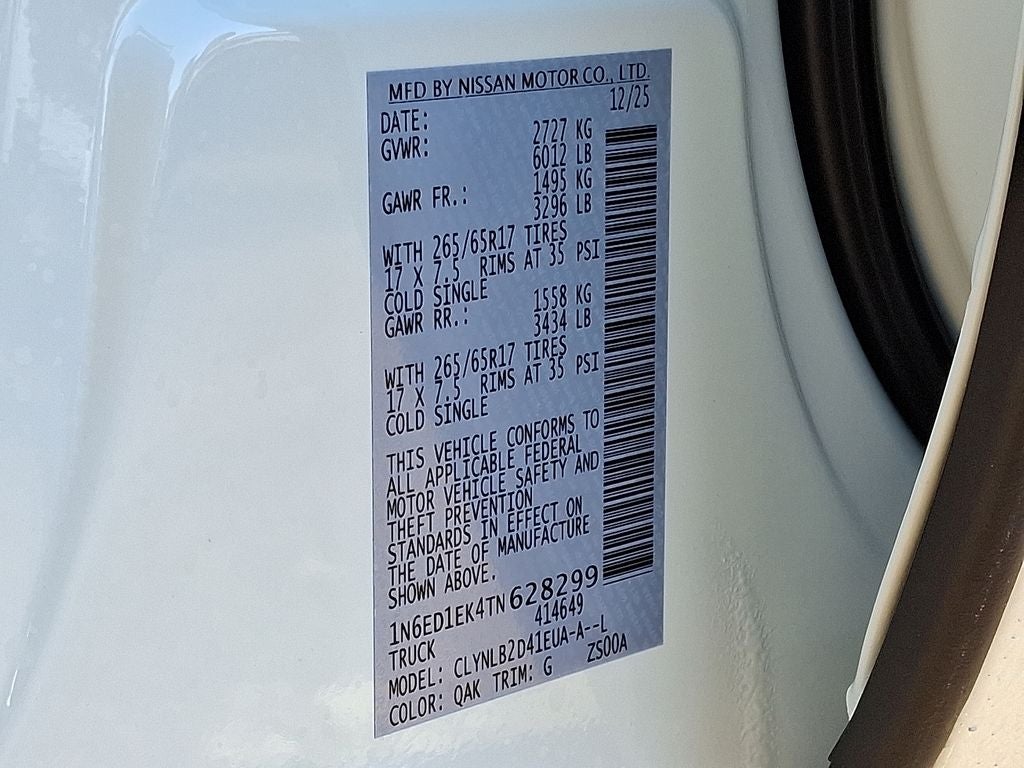 MFD BY NISSAN MOTOR CO., LTD.
DATE: 12/25
GVWR: 2727 KG
6012 LB
GAWR FR.: 1495 KG
3296 LB
WITH 265/65R17 TIRES
17 X 7.5 RIMS AT 35 PSI
COLD SINGLE
GAWR RR.: 1558 KG
3434 LB
WITH 265/65R17 TIRES
17 X 7.5 RIMS AT 35 PSI
COLD SINGLE
THIS VEHICLE CONFORMS TO
ALL APPLICABLE FEDERAL
MOTOR VEHICLE SAFETY AND
THEFT PREVENTION
STANDARDS IN EFFECT ON
THE DATE OF MANUFACTURE
SHOWN ABOVE.
1N6ED1EK4TN628299
TRUCK 414649
MODEL: CLYNLB2D41EUA-A--L
COLOR: QAK TRIM: G ZS00A